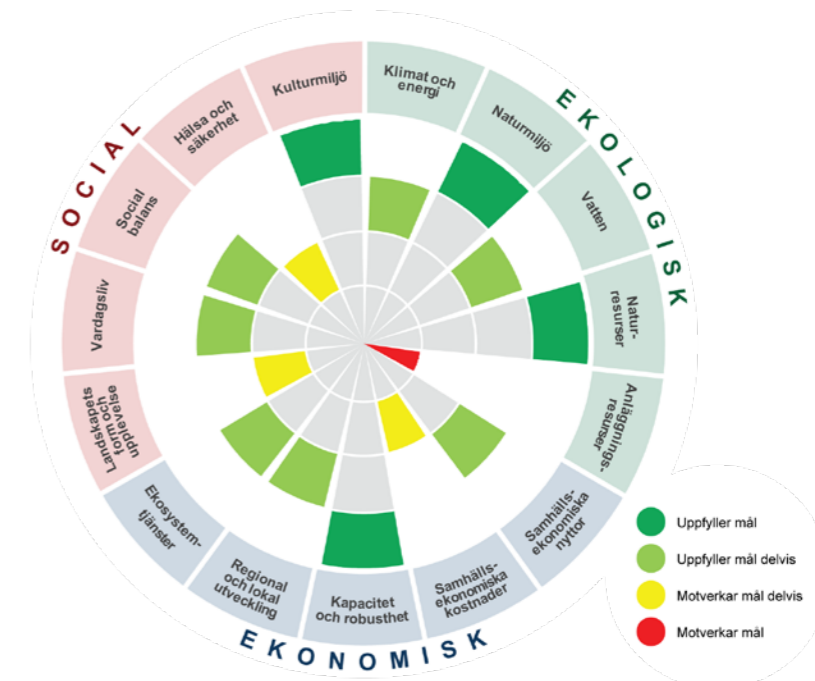 SOCIAL
EKOLOGISK
EKONOMISK
Kulturmiljö
Klimat och
energi
Naturmiljö
Vatten
Natur-
resurser
Anläggnings-
resurser
Samhälls-
ekonomiska
nyttor
Samhälls-
ekonomiska
kostnader
Kapacitet
och robusthet
Regional
och lokal
utveckling
Ekosystem-
tjänster
Landskapets
form och
upplevelse
Vardagsliv
Social
balans
Hälsa och
säkerhet
Uppfyller mål
Uppfyller mål delvis
Motverkar mål delvis
Motverkar mål